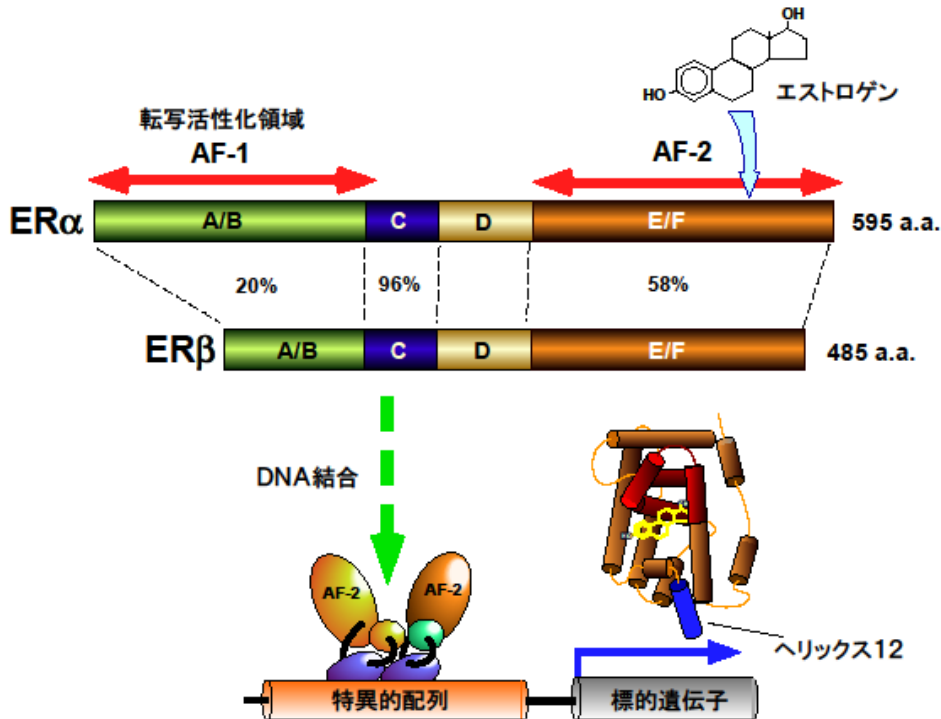 OH
HO
エストロゲン
転写活性化領域
AF-1
AF-2
ERα
A/B
C
D
E/F
595 a.a.
20%
96%
58%
ERβ
A/B
C
D
E/F
485 a.a.
DNA結合
AF-2
AF-2
ヘリックス12
特異的配列
標的遺伝子